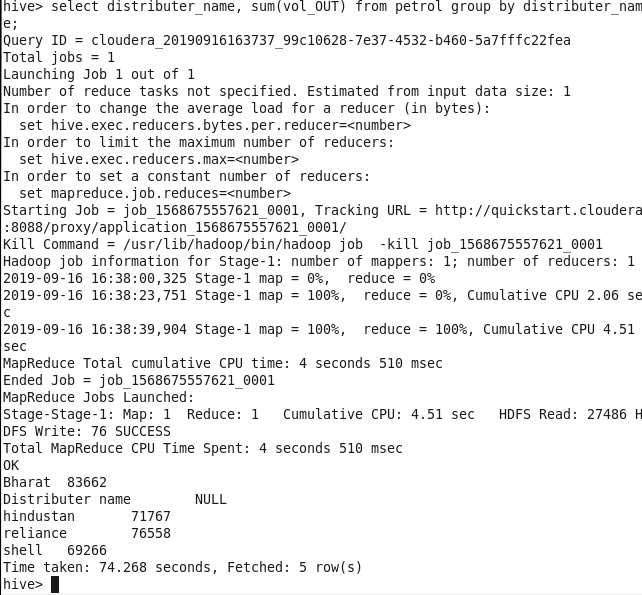 hive> select distributer_name, sum(vol_OUT) from petrol group by distributer_nam
e;
Query ID = cloudera_20190916163737_99c10628-7e37-4532-b460-5a7fffc22fea
Total jobs = 1
Launching Job 1 out of 1
Number of reduce tasks not specified. Estimated from input data size: 1
In order to change the average load for a reducer (in bytes):
  set hive.exec.reducers.bytes.per.reducer=<number>
In order to limit the maximum number of reducers:
  set hive.exec.reducers.max=<number>
In order to set a constant number of reducers:
  set mapreduce.job.reduces=<number>
Starting Job = job_1568675557621_0001, Tracking URL = http://quickstart.cloudera
:8088/proxy/application_1568675557621_0001/
Kill Command = /usr/lib/hadoop/bin/hadoop job  -kill job_1568675557621_0001
Hadoop job information for Stage-1: number of mappers: 1; number of reducers: 1
2019-09-16 16:38:00,325 Stage-1 map = 0%,  reduce = 0%
2019-09-16 16:38:23,751 Stage-1 map = 100%,  reduce = 0%, Cumulative CPU 2.06 se
c
2019-09-16 16:38:39,904 Stage-1 map = 100%,  reduce = 100%, Cumulative CPU 4.51
sec
MapReduce Total cumulative CPU time: 4 seconds 510 msec
Ended Job = job_1568675557621_0001
MapReduce Jobs Launched:
Stage-Stage-1: Map: 1  Reduce: 1   Cumulative CPU: 4.51 sec   HDFS Read: 27486 H
DFS Write: 76 SUCCESS
Total MapReduce CPU Time Spent: 4 seconds 510 msec
OK
Bharat  83662
Distributer name        NULL
hindustan       71767
reliance        76558
shell   69266
Time taken: 74.268 seconds, Fetched: 5 row(s)
hive>